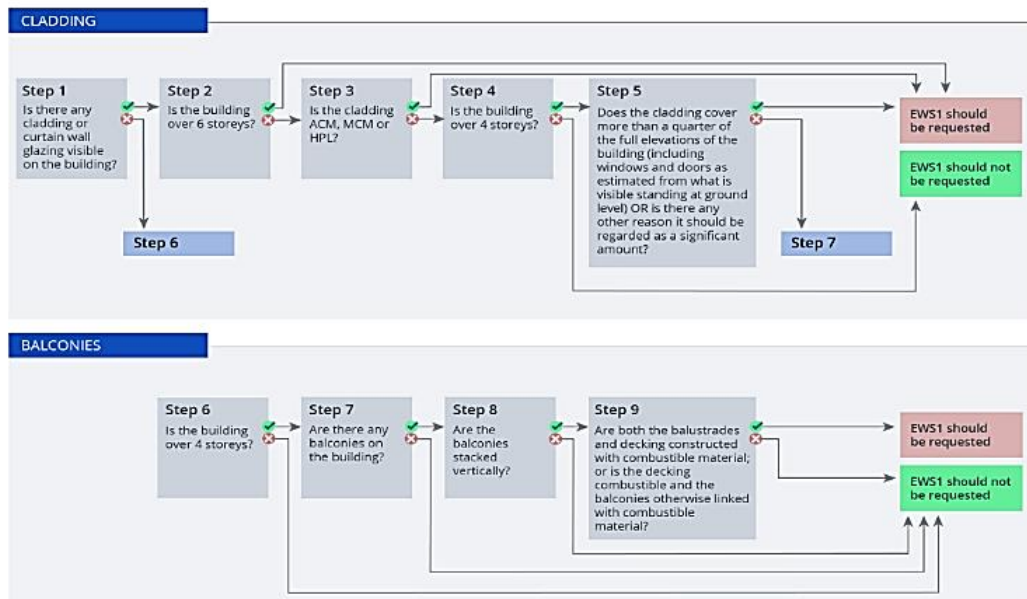 CLADDING
Step 1
Is there any
cladding or
curtain wall
glazing visible
on the building?
Step 2
Is the building
over 6 storeys?
Step 3
Is the cladding
ACM, MCM or
HPL?
Step 4
Is the building
over 4 storeys?
Step 5
Does the cladding cover
more than a quarter of
the full elevations of the
building (including
windows and doors as
estimated from what is
visible standing at ground
level) OR is there any
other reason it should be
regarded as a significant
amount?
EWS1 should
be requested
EWS1 should not
be requested
Step 6
Step 7
BALCONIES
Step 6
Is the building
over 4 storeys?
Step 7
Are there any
balconies on
the building?
Step 8
Are the
balconies
stacked
vertically?
Step 9
Are both the balustrades
and decking constructed
with combustible material;
or is the decking
combustible and the
balconies otherwise linked
with combustible
material?
EWS1 should
be requested
EWS1 should not
be requested